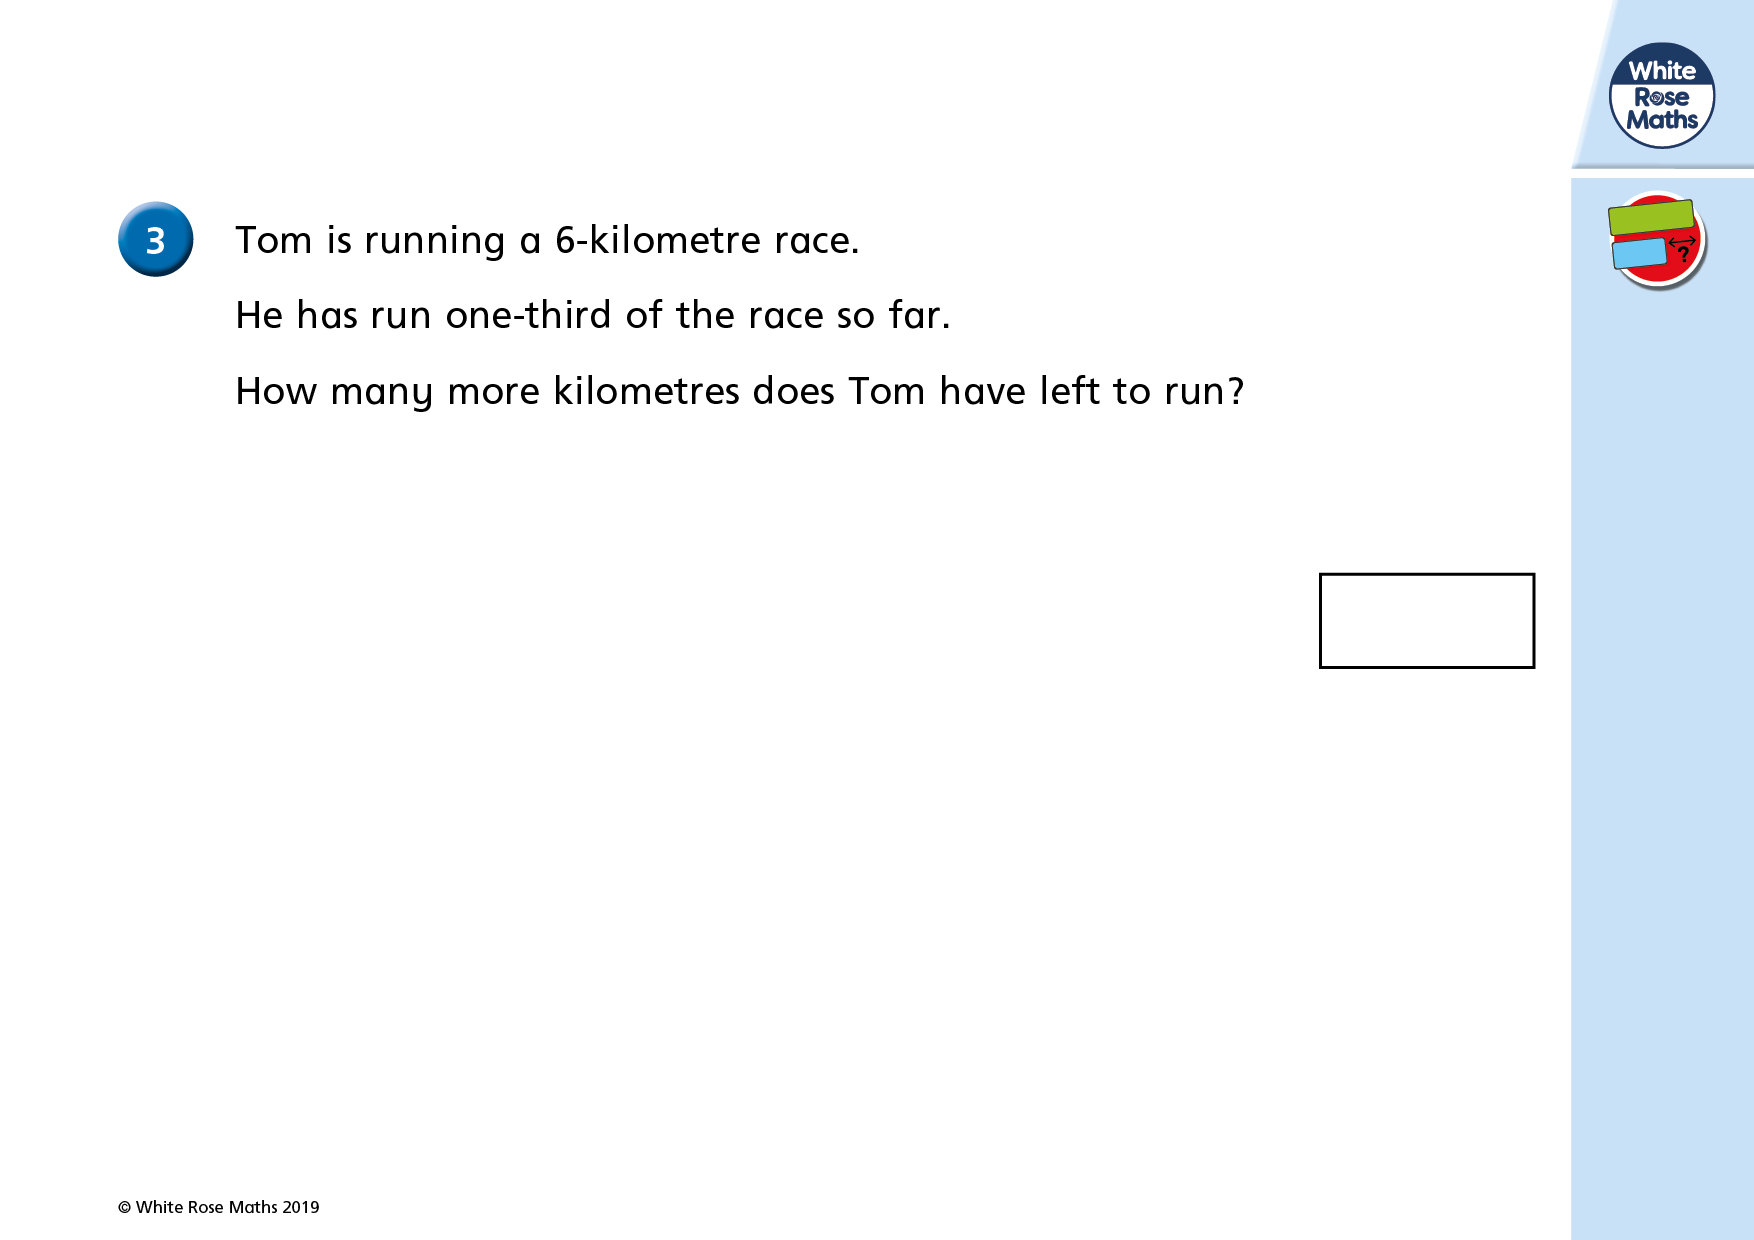 White
Rose
Maths
3 Tom is running a 6-kilometre race.
He has run one-third of the race so far.
How many more kilometres does Tom have left to run?
?
© White Rose Maths 2019